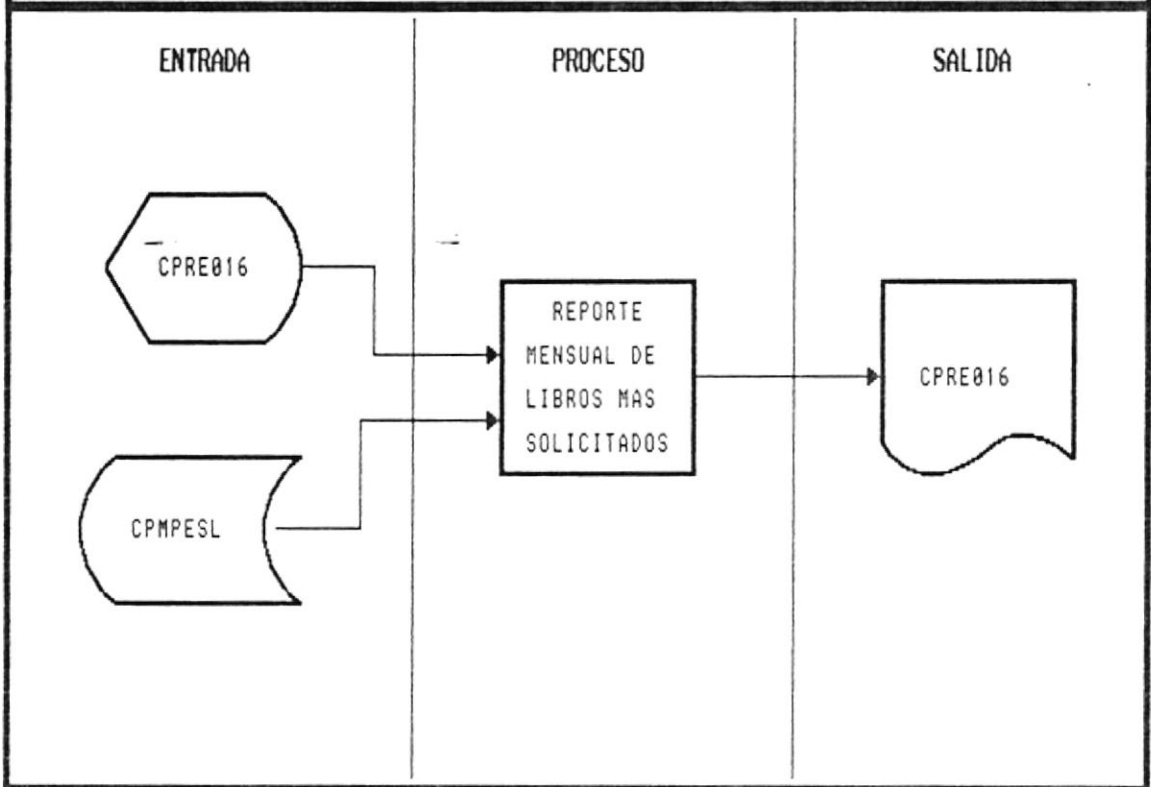 ENTRADA
PROCESO
SALIDA
CPRE016
REPORTE
MENSUAL DE
LIBROS MAS
SOLICITADOS
CPRE016
CPMPESL